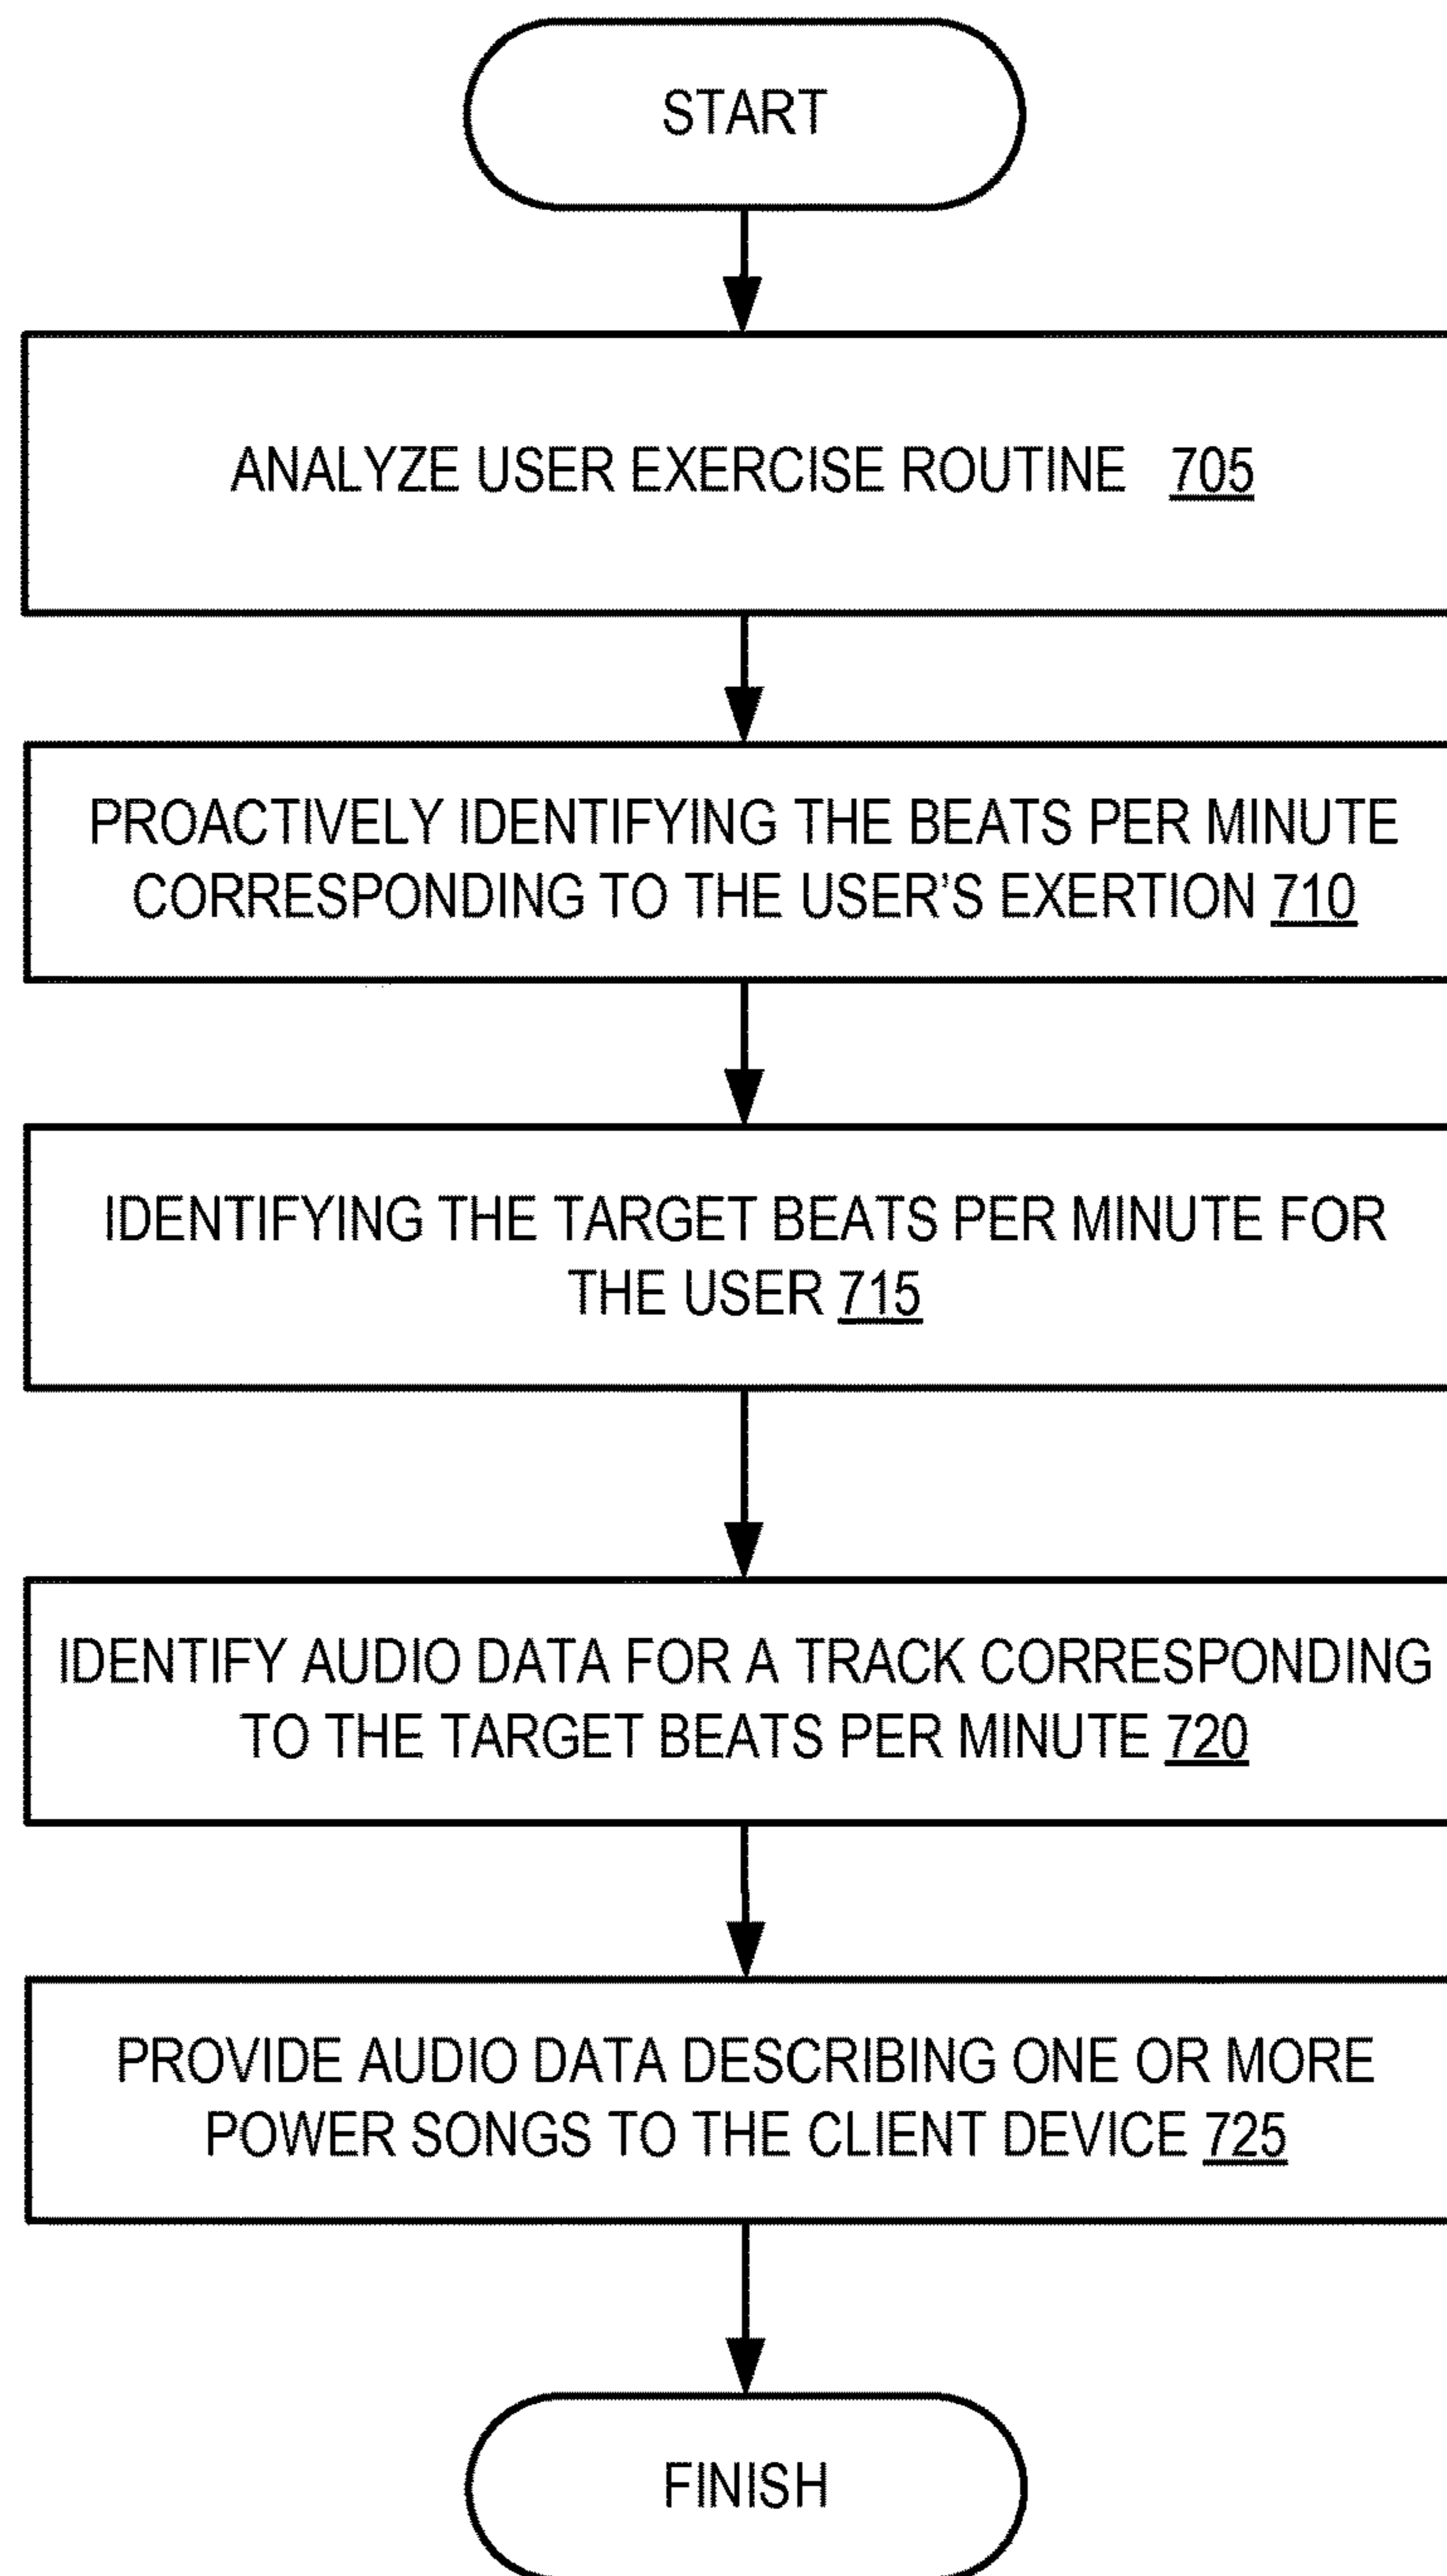 START
ANALYZE USER EXERCISE ROUTINE 705
PROACTIVELY IDENTIFYING THE BEATS PER MINUTE
CORRESPONDING TO THE USER'S EXERTION 710
IDENTIFYING THE TARGET BEATS PER MINUTE FOR
THE USER 715
IDENTIFY AUDIO DATA FOR A TRACK CORRESPONDING
TO THE TARGET BEATS PER MINUTE 720
PROVIDE AUDIO DATA DESCRIBING ONE OR MORE
POWER SONGS TO THE CLIENT DEVICE 725
FINISH